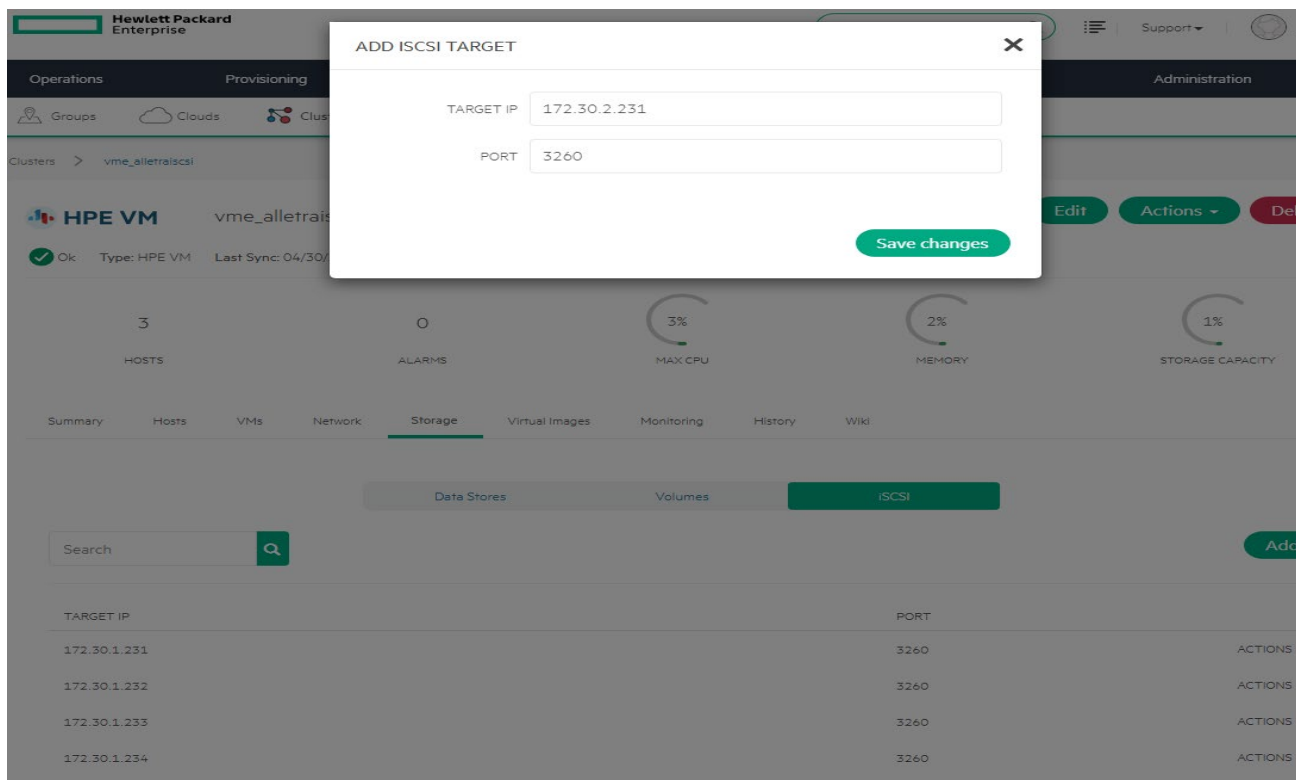 Hewlett Packard
Enterprise
Support
ADD ISCSI TARGET
Operations
Provisioning
Administration
TARGET IP 172.30.2.231
PORT 3260
Save changes
Groups
Clouds
Clus
Clusters > vme_alletraiscsi
HPE VM
vme_alletrais
Edit
Actions
Del
Ok Type: HPE VM Last Sync: 04/30/
3 0 3% 2% 1%
HOSTS ALARMS MAX CPU MEMORY STORAGE CAPACITY
Summary Hosts VMs Network Storage Virtual Images Monitoring History Wiki
Data Stores Volumes iSCSI
Search
Add
TARGET IP PORT
172.30.1.231 3260 ACTIONS
172.30.1.232 3260 ACTIONS
172.30.1.233 3260 ACTIONS
172.30.1.234 3260 ACTIONS